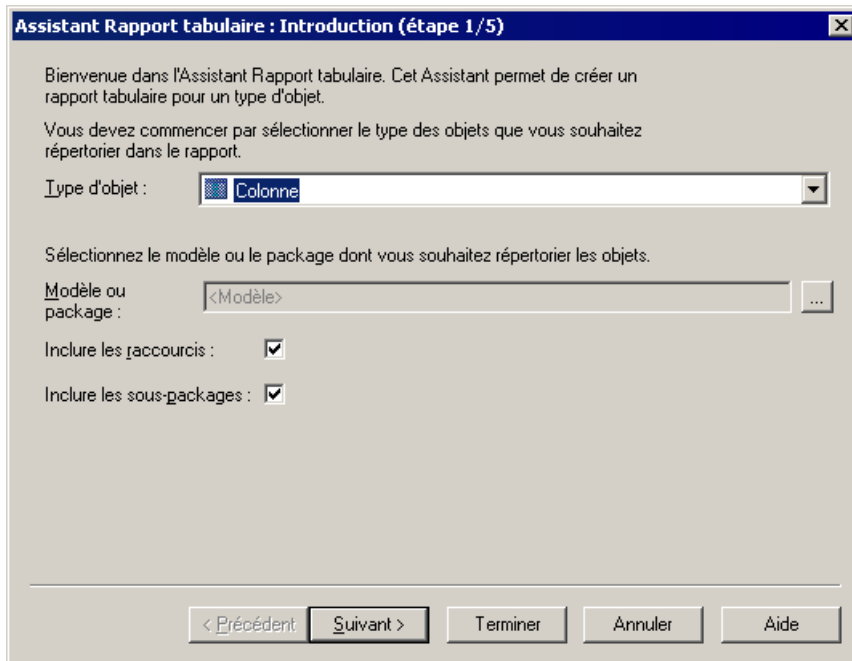 Assistant Rapport tabulaire : Introduction (étape 1/5)
Bienvenue dans l'Assistant Rapport tabulaire. Cet Assistant permet de créer un
rapport tabulaire pour un type d'objet.
Vous devez commencer par sélectionner le type des objets que vous souhaitez
répertorier dans le rapport.
Type d'objet : Colonne
Sélectionnez le modèle ou le package dont vous souhaitez répertorier les objets.
Modèle ou
package : <Modèle> ...
Inclure les raccourcis :
Inclure les sous-packages :
< Précédent Suivant > Terminer Annuler Aide